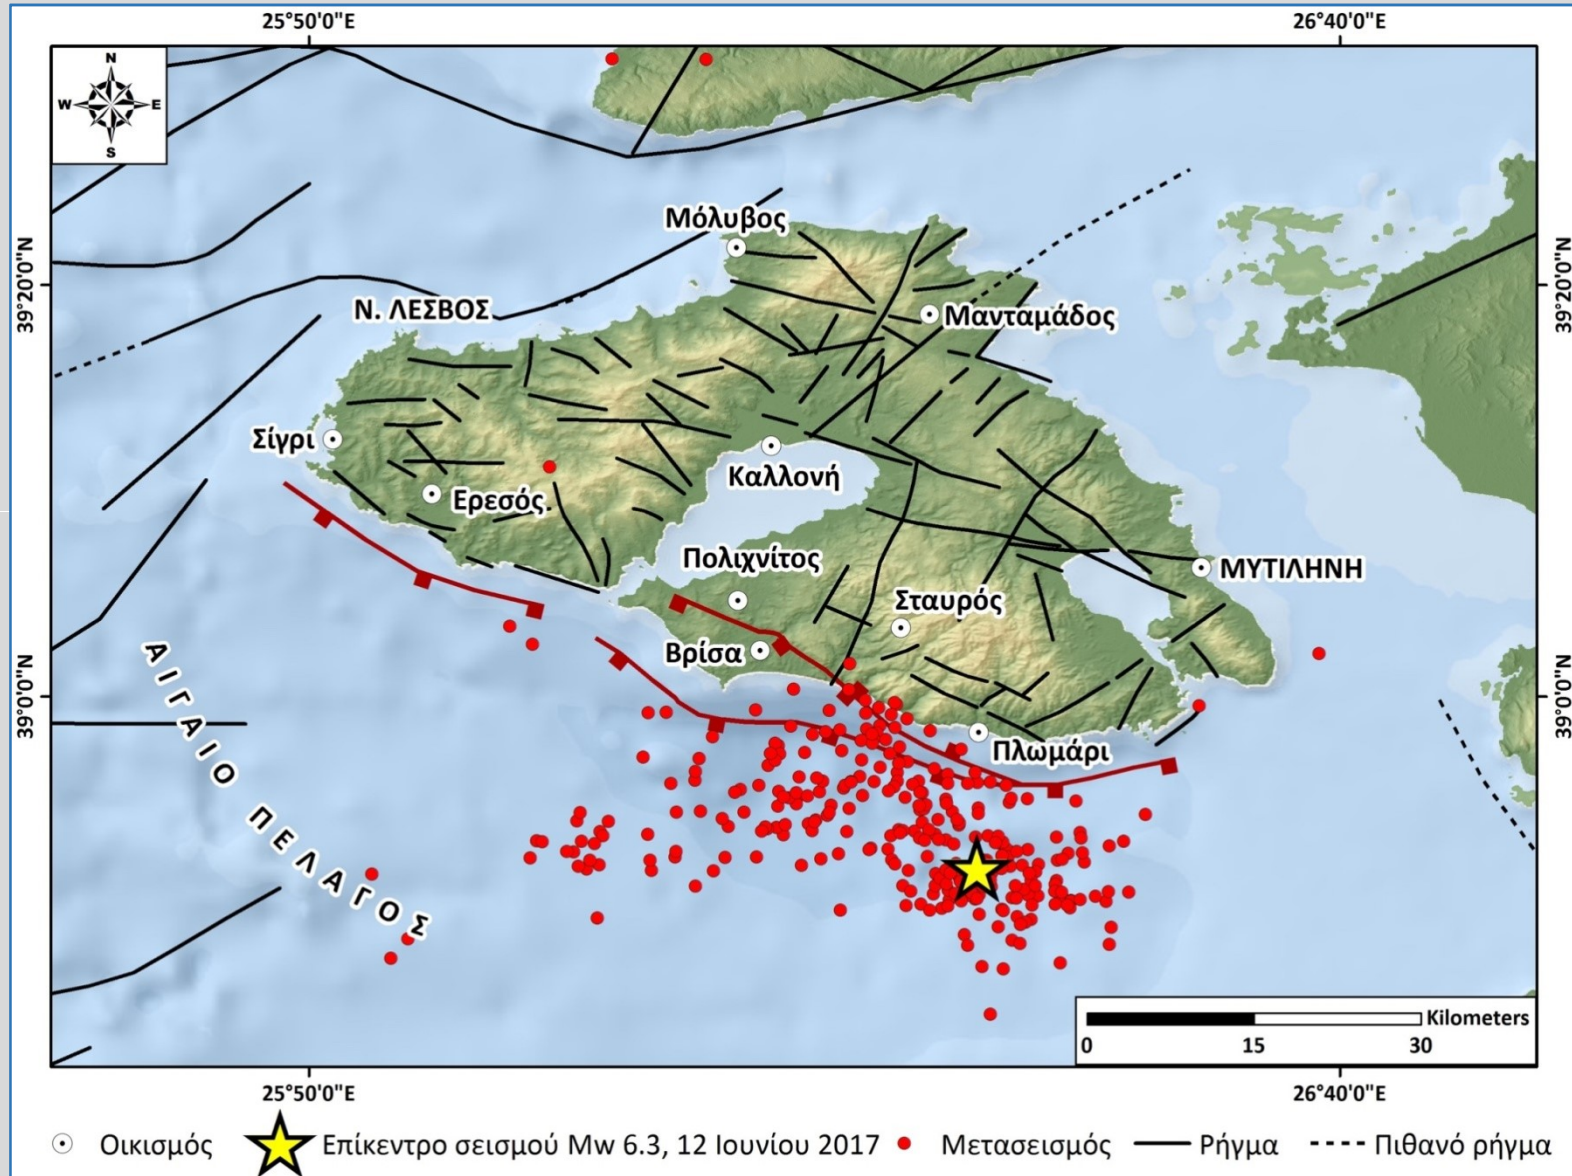 25°50'0"E
26°40'0"E
N
W
E
S
39°20'0"N
39°20'0"N
Μόλυβος
Ν. ΛΕΣΒΟΣ
Μανταμάδος
Σίγρι
Καλλονή
Ερεσός
Πολιχνίτος
ΜΥΤΙΛΗΝΗ
Σταυρός
Βρίσα
39°0'0"N
39°0'0"N
Πλωμάρι
ΑΙΓΑΙΟ ΠΕΛΑΓΟΣ
Kilometers
0 15 30
25°50'0"E
26°40'0"E
Οικισμός Επίκεντρο σεισμού Mw 6.3, 12 Ιουνίου 2017 Μετασεισμός Ρήγμα Πιθανό ρήγμα